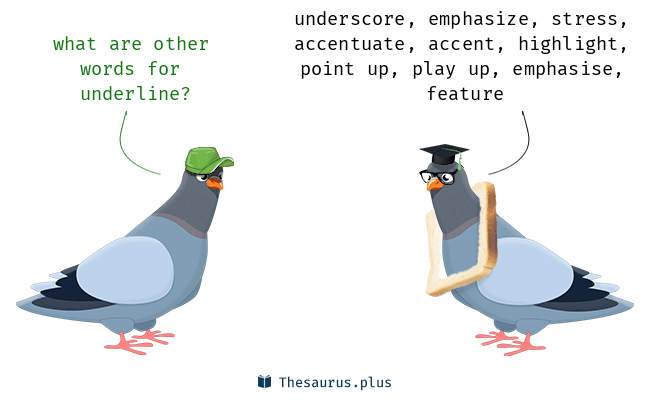 what are other
words for
underline?
underscore, emphasize, stress,
accentuate, accent, highlight,
point up, play up, emphasise,
feature
Thesaurus.plus